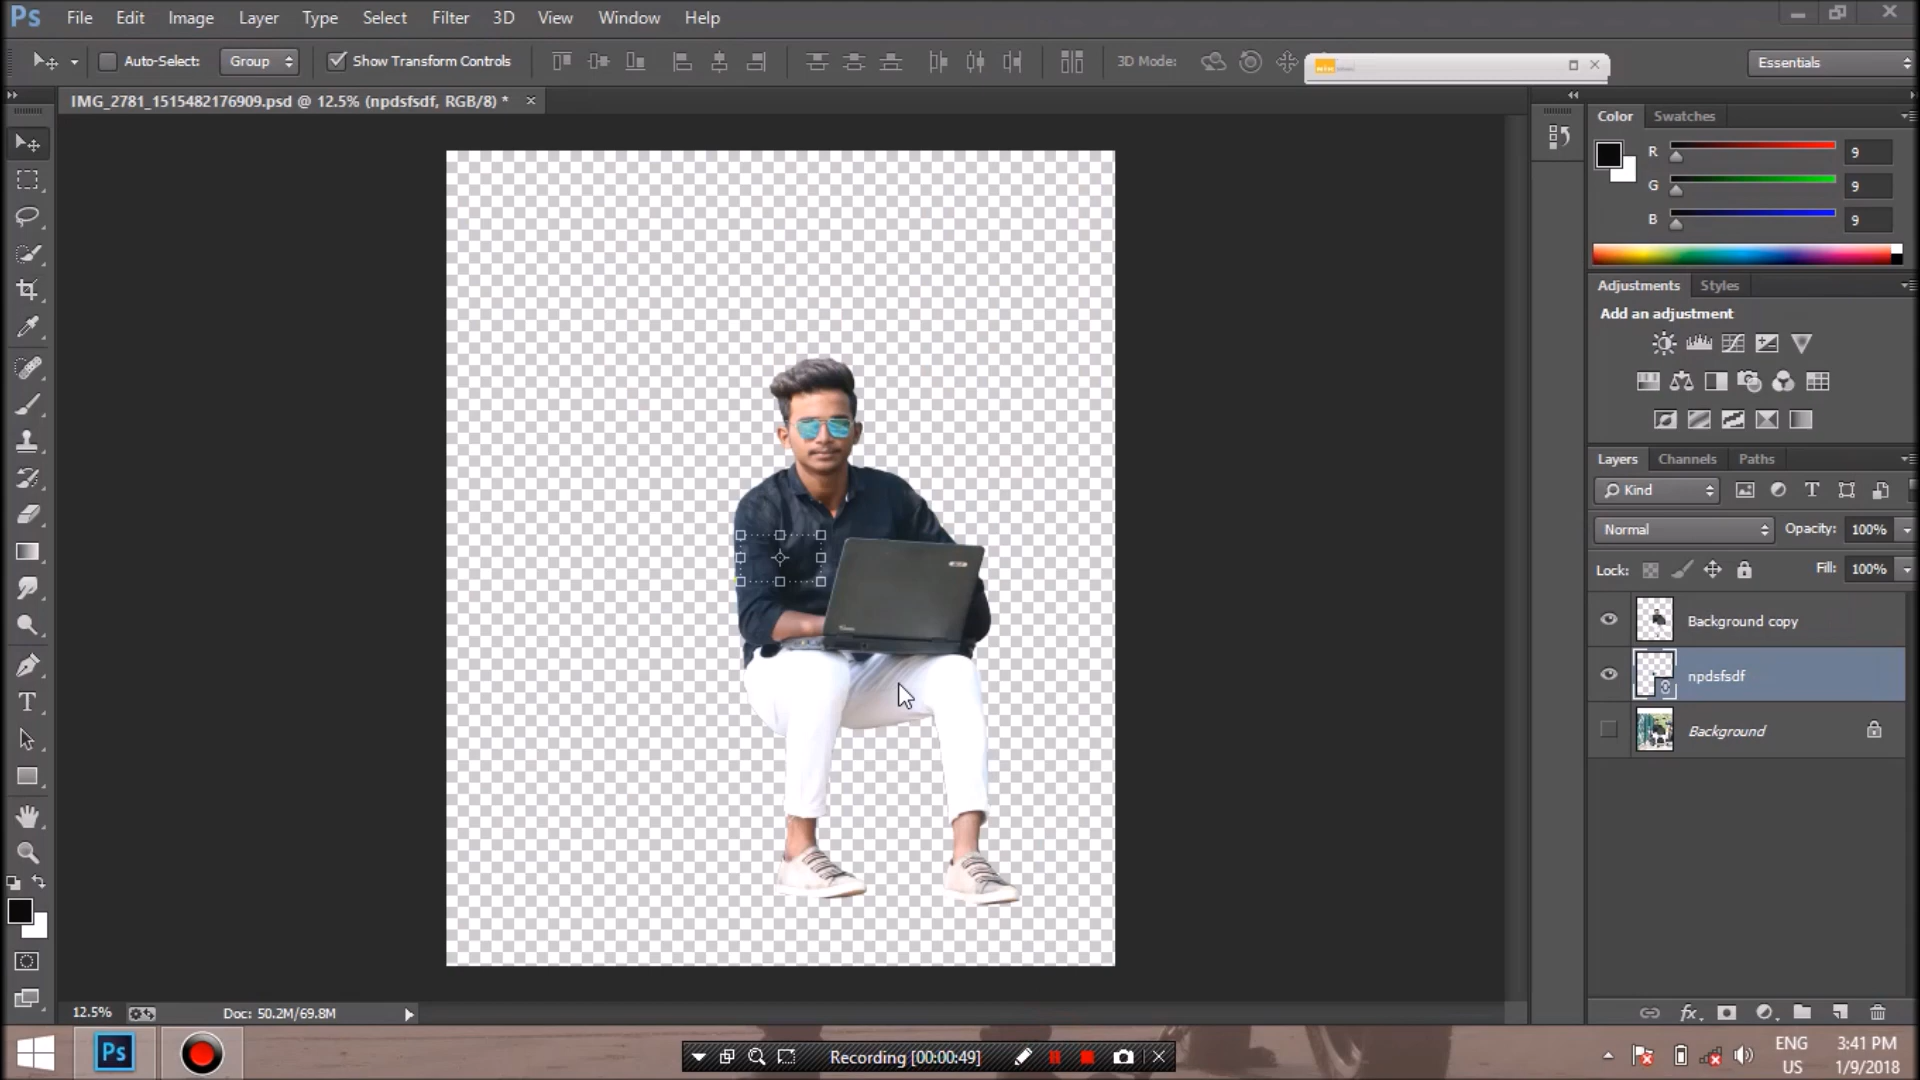 Ps File Edit Image Layer Type Select Filter 3D View Window Help
Auto-Select: Group Show Transform Controls 3D Mode: Essentials
IMG_2781_1515482176909.psd @ 12.5% (npdsfsdf, RGB/8) *
Color Swatches
R 9
G 9
B 9
Adjustments Styles
Add an adjustment
Layers Channels Paths
Kind
Normal Opacity: 100%
Lock: Fill: 100%
Background copy
npdsfsdf
Background
12.5% Doc: 50.2M/69.8M
fx
Ps Recording [00:00:49] ENG 3:41 PM
US 1/9/2018